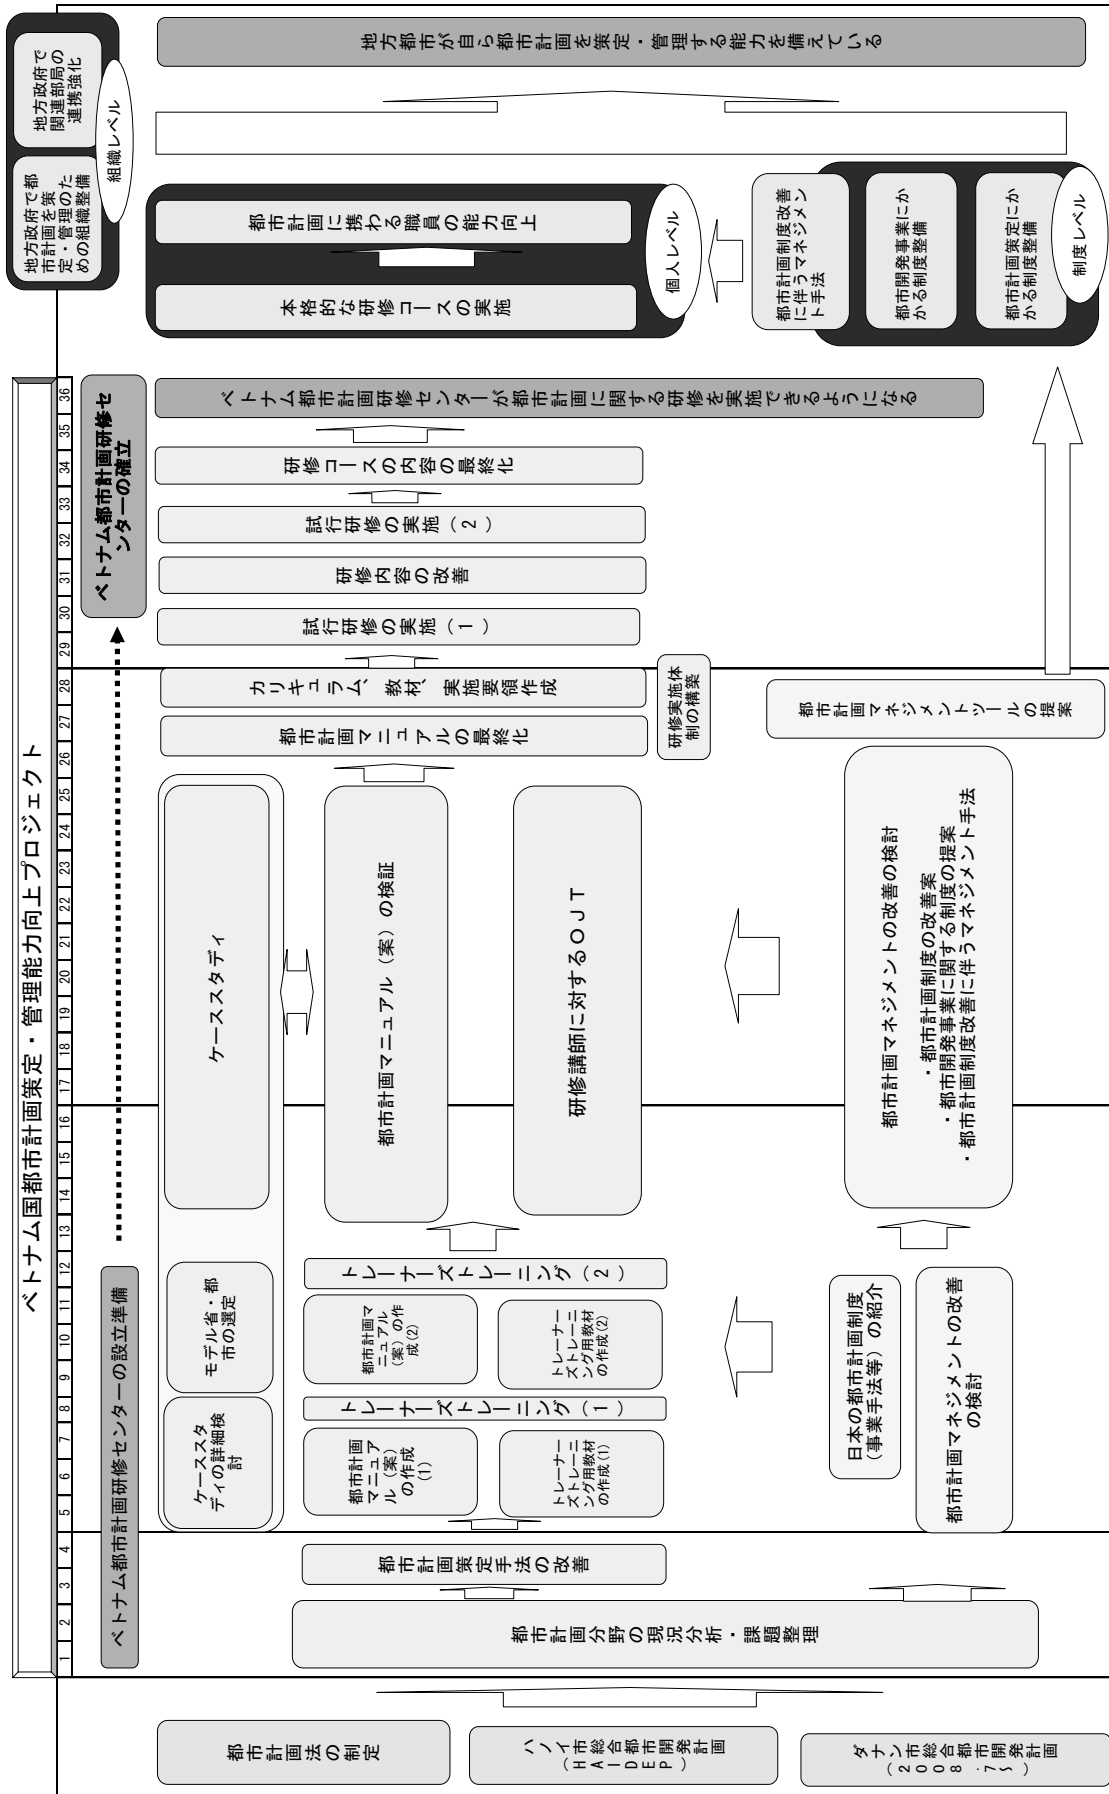 ベトナム国都市計画策定・管理能力向上プロジェクト
1 2 3 4 5 6 7 8 9 10 11 12 13 14 15 16 17 18 19 20 21 22 23 24 25 26 27 28 29 30 31 32 33 34 35 36
都市計画法の制定
ハノイ市総合都市開発計画
（HAIDEP）
ダナン市総合都市開発計画
（2008.7～）
ベトナム都市計画研修センターの設立準備
ベトナム都市計画研修セ
ンターの確立
都市計画分野の現況分析・課題整理
都市計画策定手法の改善
ケーススタ
ディの詳細検
討
モデル省・都
市の選定
ケーススタディ
都市計画
マニュア
ル（案）
の作成
(1)
トレーナー
ズトレーニ
ング用教材
の作成(1)
トレーナーズトレーニング（1）
都市計画マ
ニュアル
（案）の作
成(2)
トレーナー
ズトレーニ
ング用教材
の作成(2)
トレーナーズトレーニング（2）
都市計画マニュアル（案）の検証
研修講師に対するOJT
日本の都市計画制度
（事業手法等）の紹介
都市計画マネジメントの改善
の検討
都市計画マネジメントの改善の検討
・都市計画制度の改善案
・都市開発事業に関する制度の提案
・都市計画制度改善に伴うマネジメント手法
都市計画マニュアルの最終化
カリキュラム、教材、実施要領作成
研修実施体
制の構築
都市計画マネジメントツールの提案
試行研修の実施（1）
研修内容の改善
試行研修の実施（2）
研修コースの内容の最終化
ベトナム都市計画研修センターが都市計画に関する研修を実施できるようになる
地方政府で都
市計画を策
定・管理のた
めの組織整備
地方政府で
関連部局の
連携強化
組織レベル
本格的な研修コースの実施
都市計画に携わる職員の能力向上
個人レベル
都市計画制度改善
に伴うマネジメン
ト手法
都市開発事業にか
かる制度整備
都市計画策定にか
かる制度整備
制度レベル
地方都市が自ら都市計画を策定・管理する能力を備えている